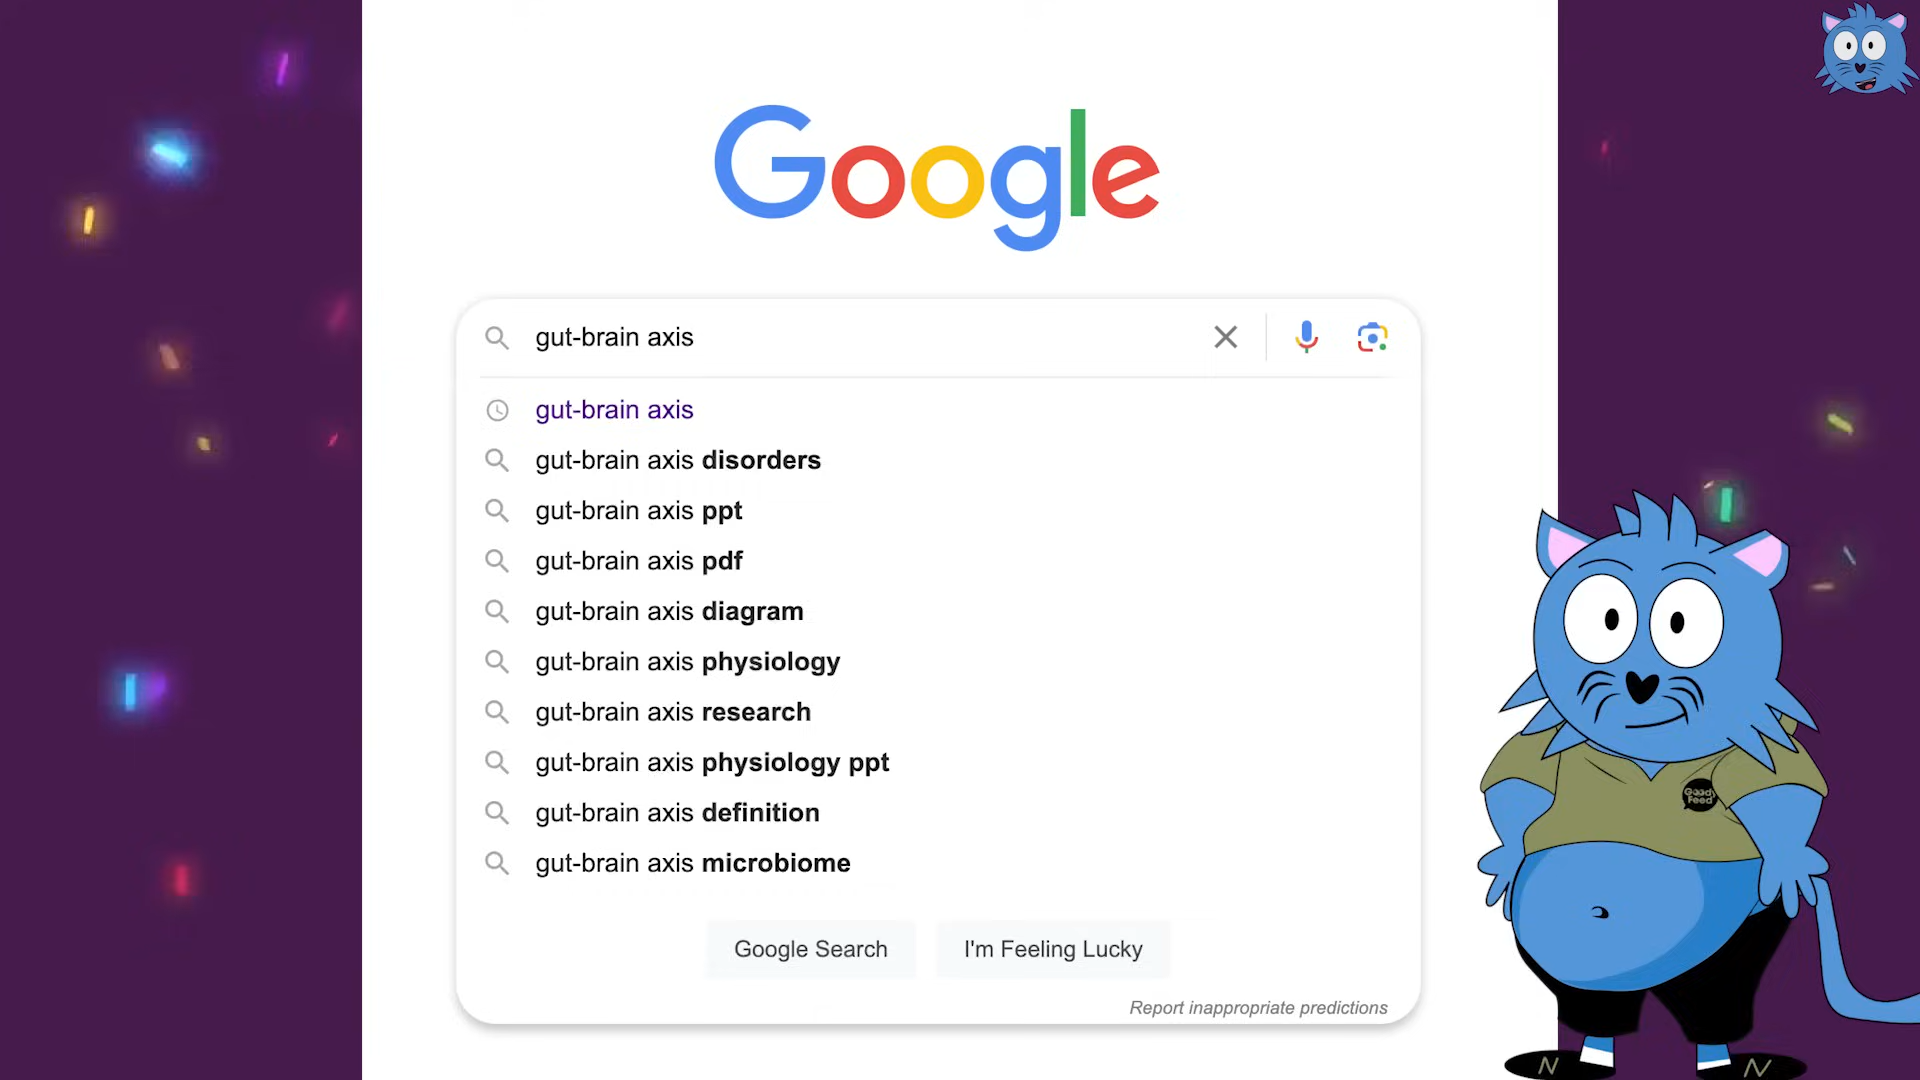 Google
gut-brain axis
gut-brain axis
gut-brain axis disorders
gut-brain axis ppt
gut-brain axis pdf
gut-brain axis diagram
gut-brain axis physiology
gut-brain axis research
gut-brain axis physiology ppt
gut-brain axis definition
gut-brain axis microbiome
Google Search
I'm Feeling Lucky
Report inappropriate predictions
Goody
Feed
N
N